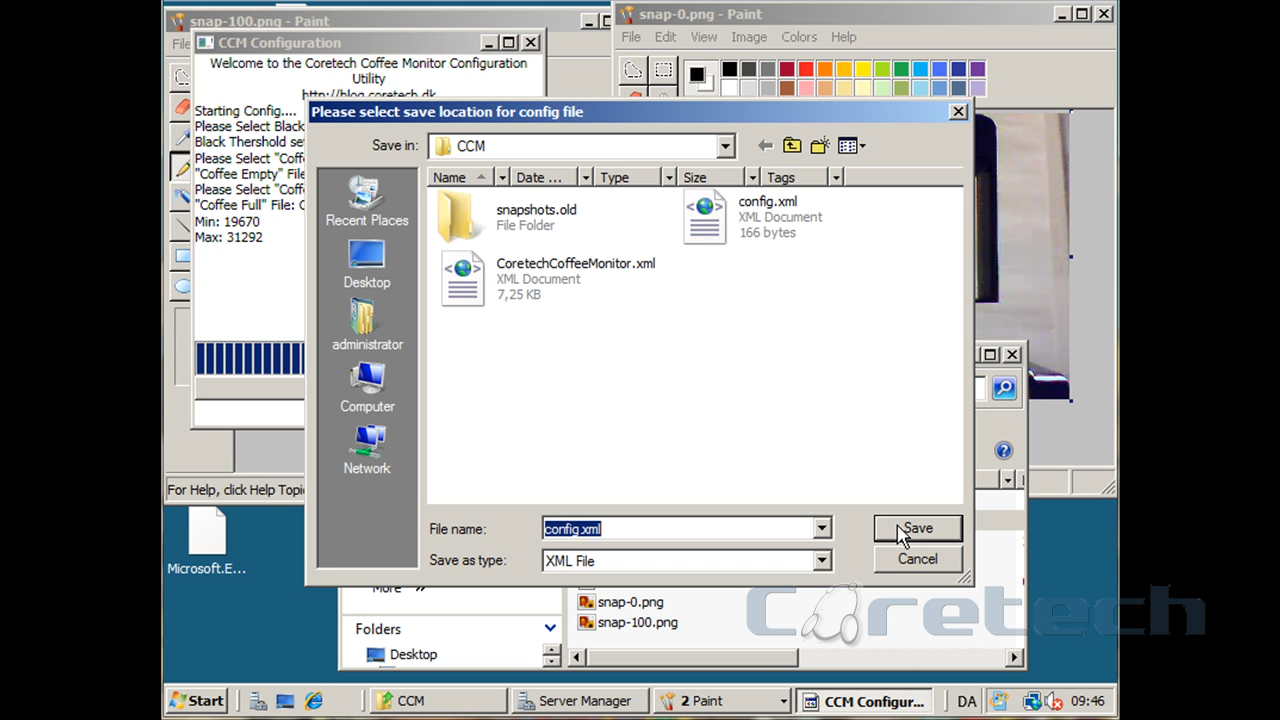 snap-100.png - Paint
snap-0.png - Paint
File Edit View Image Colors Help
CCM Configuration
Welcome to the Coretech Coffee Monitor Configuration
Utility
http://blog.coretech.dk
Starting Config....
Please Select Black
Black Thershold se
Please Select "Coff
"Coffee Empty" File
Please Select "Coff
"Coffee Full" File: C
Min: 19670
Max: 31292
Please select save location for config file
Save in: CCM
Name Date ... Type Size Tags
snapshots.old
File Folder
config.xml
XML Document
166 bytes
CoretechCoffeeMonitor.xml
XML Document
7,25 KB
Recent Places
Desktop
administrator
Computer
Network
File name: config.xml
Save as type: XML File
Save
Cancel
For Help, click Help Topic
Microsoft.E...
More »
Folders
Desktop
snap-0.png
snap-100.png
Coretech
Start CCM Server Manager 2 Paint CCM Configur... DA 09:46